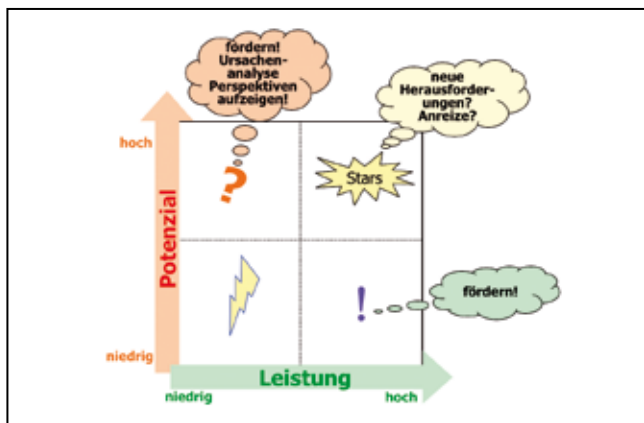 fördern!
Ursachen-
analyse
Perspektiven
aufzeigen!
neue
Herausforder-
ungen?
Anreize?
hoch
?
Stars
Potenzial
!
fördern!
niedrig
Leistung
niedrig
hoch